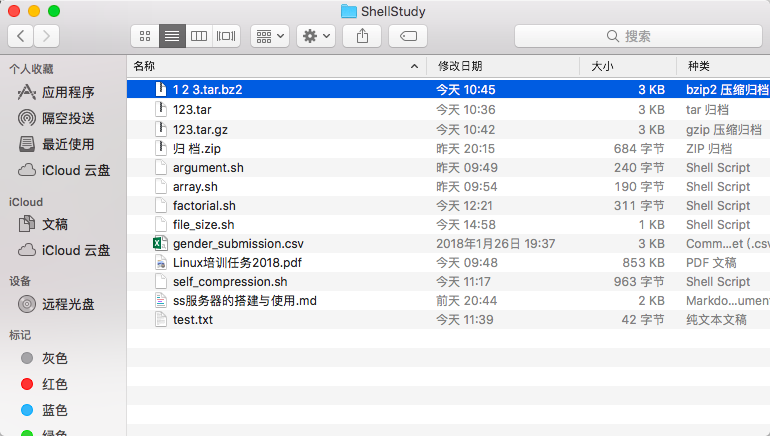 ShellStudy
搜索
个人收藏
应用程序
隔空投送
最近使用
iCloud 云盘
iCloud
文稿
iCloud 云盘
设备
远程光盘
标记
灰色
红色
蓝色
绿色
名称 修改日期 大小 种类
1 2 3.tar.bz2 今天 10:45 3 KB bzip2 压缩归档
123.tar 今天 10:36 3 KB tar 归档
123.tar.gz 今天 10:42 3 KB gzip 压缩归档
归 档.zip 昨天 20:15 684 字节 ZIP 归档
argument.sh 昨天 09:49 240 字节 Shell Script
array.sh 昨天 09:54 190 字节 Shell Script
factorial.sh 今天 12:21 311 字节 Shell Script
file_size.sh 今天 14:58 1 KB Shell Script
gender_submission.csv 2018年1月26日 19:37 3 KB Comm...et (.csv
Linux培训任务2018.pdf 今天 09:48 853 KB PDF 文稿
self_compression.sh 今天 11:17 963 字节 Shell Script
ss服务器的搭建与使用.md 前天 20:44 2 KB Markdo...ument
test.txt 今天 11:39 42 字节 纯文本文稿